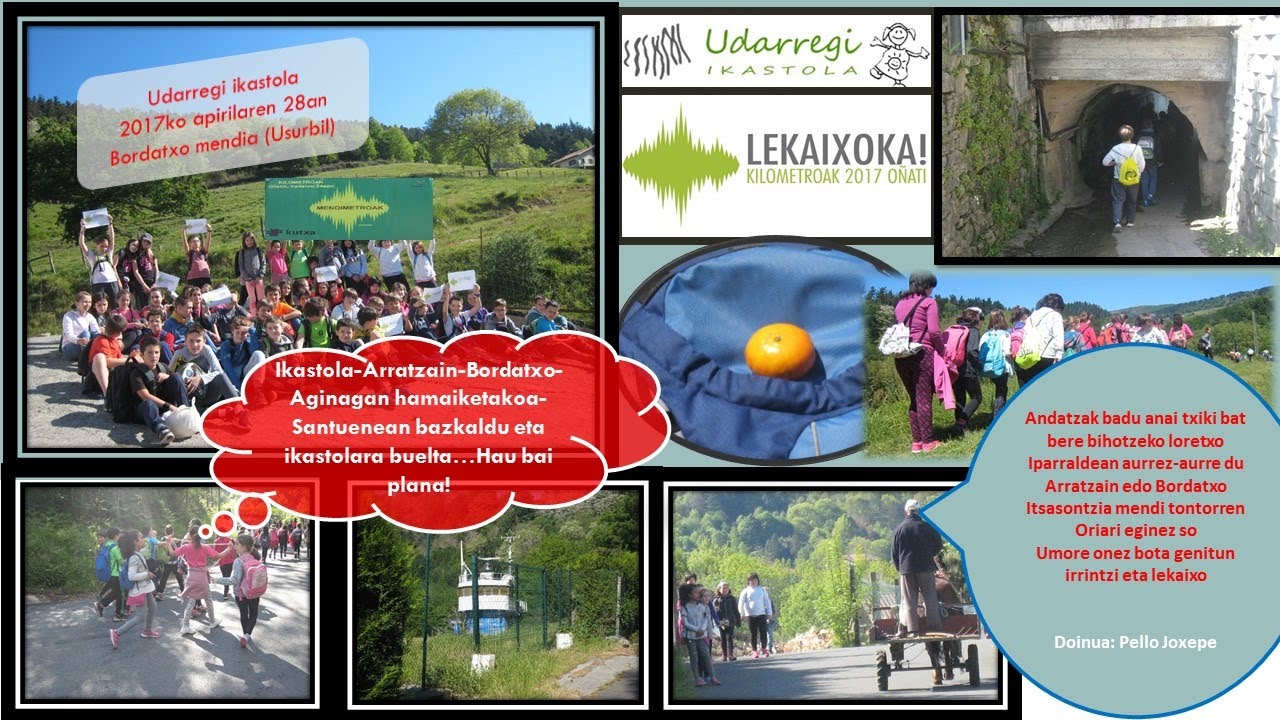 Udarregi ikastola
2017ko apirilaren 28an
Bordatxo mendia (Usurbil)
KILOMETROAK
MENDIMETROAK
kutxa
Udarregi
IKASTOLA
LEKAIXOKA!
KILOMETROAK 2017 OÑATI
Ikastola-Arratzain-Bordatxo-
Aginagan hamaiketakoa-
Santuenean bazkaldu eta
ikastolara buelta...Hau bai
plana!
Andatzak badu anai txiki bat
bere bihotzeko loretxo
Iparraldean aurrez-aurre du
Arratzain edo Bordatxo
Itsasontzia mendi tontorren
Oriari eginez so
Umore onez bota genitun
irrintzi eta lekaixo
Doinua: Pello Joxepe